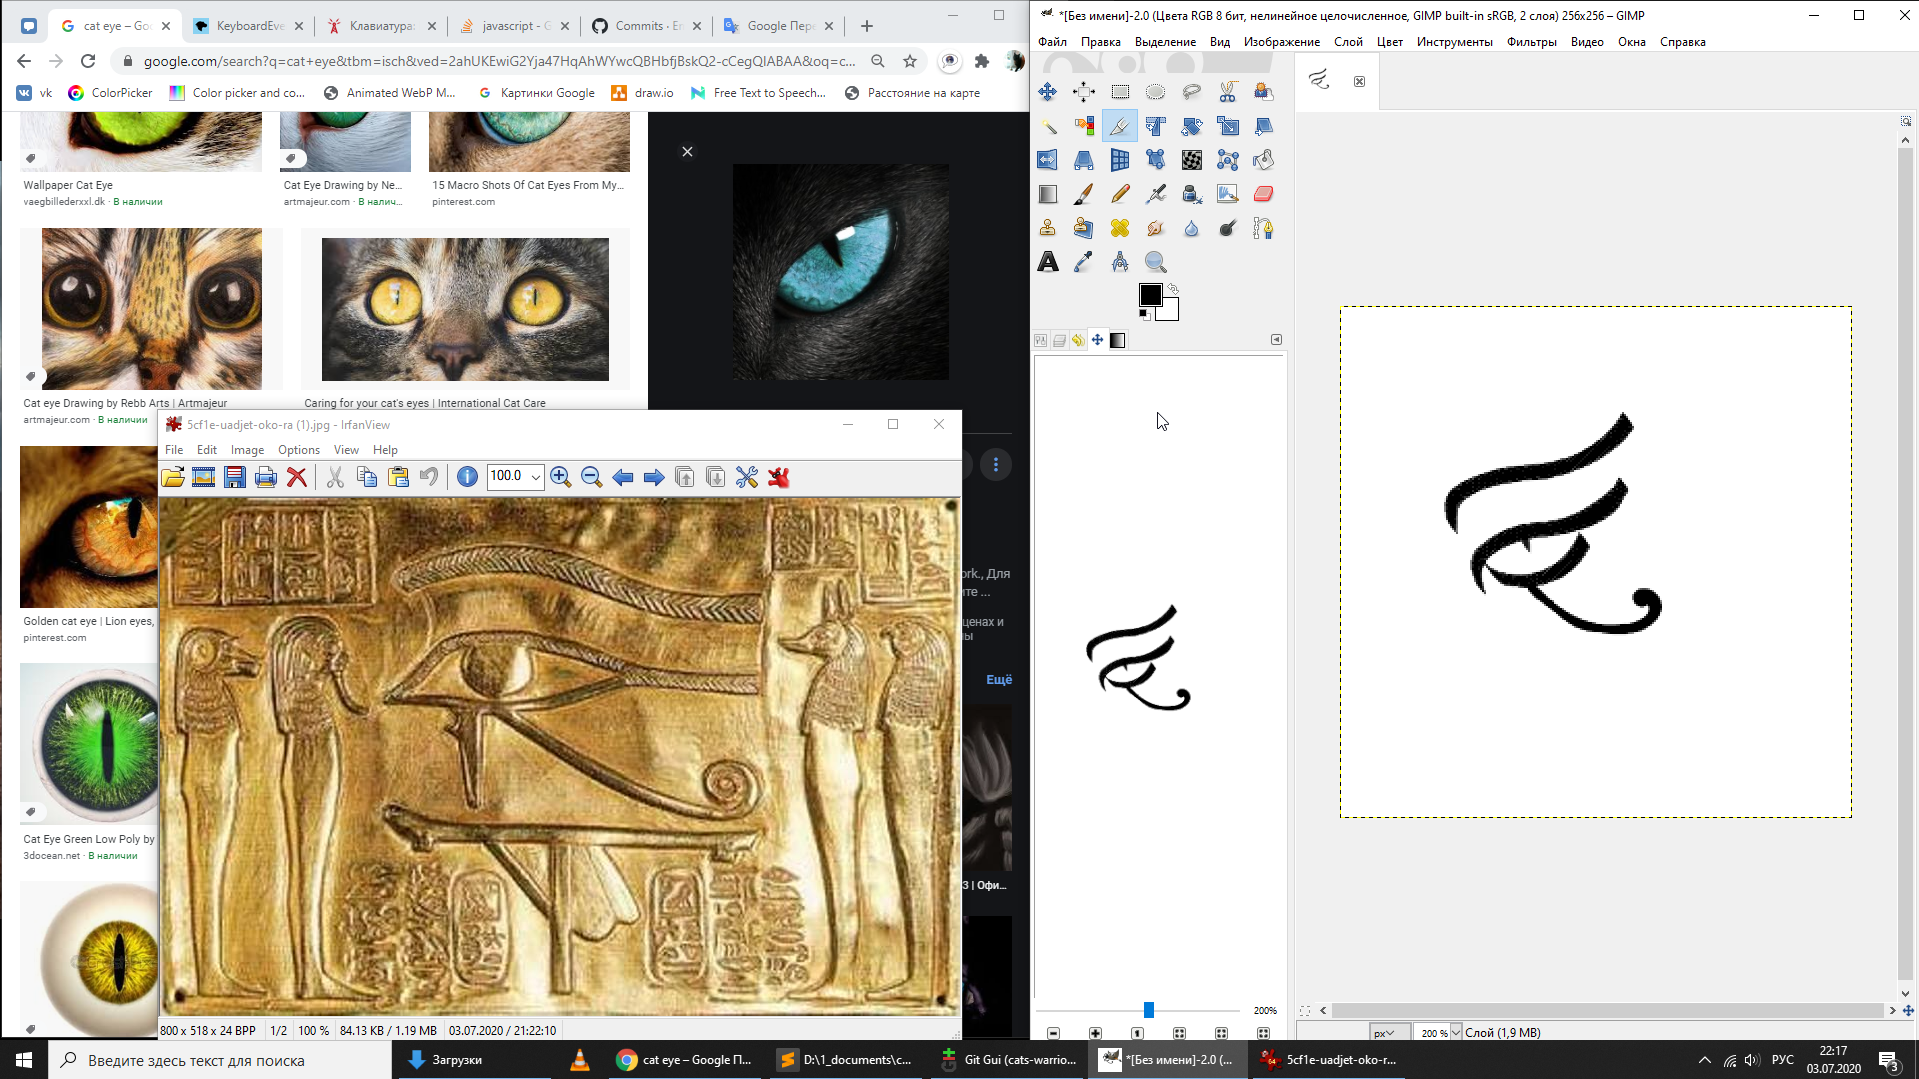 cat eye – Goo
KeyboardEve
Клавиатура:
javascript - G
Commits · En
Google Пере
google.com/search?q=cat+eye&tbm=isch&ved=2ahUKEwiG2Yja47HqAhWYwcQBHbfjBskQ2-cCegQIABAA&oq=c...
vk
ColorPicker
Color picker and co...
Animated WebP M...
Картинки Google
draw.io
Free Text to Speech...
Расстояние на карте
Wallpaper Cat Eye
vaegbillederxxl.dk · В наличии
Cat Eye Drawing by Ne...
artmajeur.com · В налич...
15 Macro Shots Of Cat Eyes From My...
pinterest.com
Cat eye Drawing by Rebb Arts | Artmajeur
artmajeur.com · В наличии
Caring for your cat's eyes | International Cat Care
Golden cat eye | Lion eyes,
pinterest.com
Cat Eye Green Low Poly by
3docean.net · В наличии
ork., Для
ите ...
ценах и
Ещё
З | Офи...
5cf1e-uadjet-oko-ra (1).jpg - IrfanView
File Edit Image Options View Help
100.0
800 x 518 x 24 BPP 1/2 100 % 84.13 KB / 1.19 MB 03.07.2020 / 21:22:10
*[Без имени]-2.0 (Цвета RGB 8 бит, нелинейное целочисленное, GIMP built-in sRGB, 2 слоя) 256x256 – GIMP
Файл Правка Выделение Вид Изображение Слой Цвет Инструменты Фильтры Видео Окна Справка
200%
px
200 %
Слой (1,9 MB)
Введите здесь текст для поиска
Загрузки
cat eye – Google П...
D:\1_documents\c...
Git Gui (cats-warrio...
*[Без имени]-2.0 (...
5cf1e-uadjet-oko-r...
РУС
22:17
03.07.2020
3